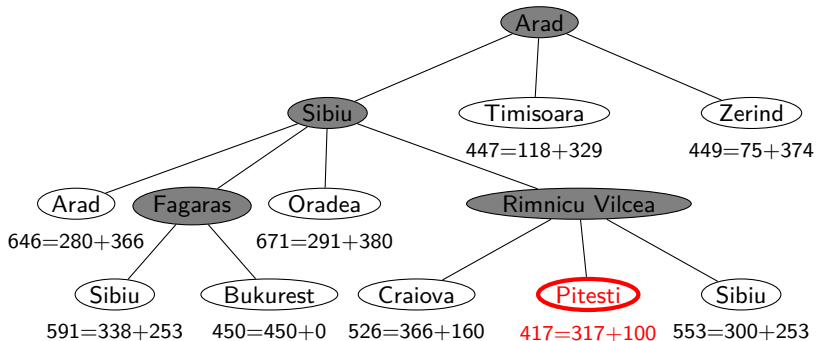 Arad
Sibiu Timisoara Zerind
447=118+329 449=75+374
Arad Fagaras Oradea Rimnicu Vilcea
646=280+366 671=291+380
Sibiu Bukurest Craiova Pitesti Sibiu
591=338+253 450=450+0 526=366+160 417=317+100 553=300+253